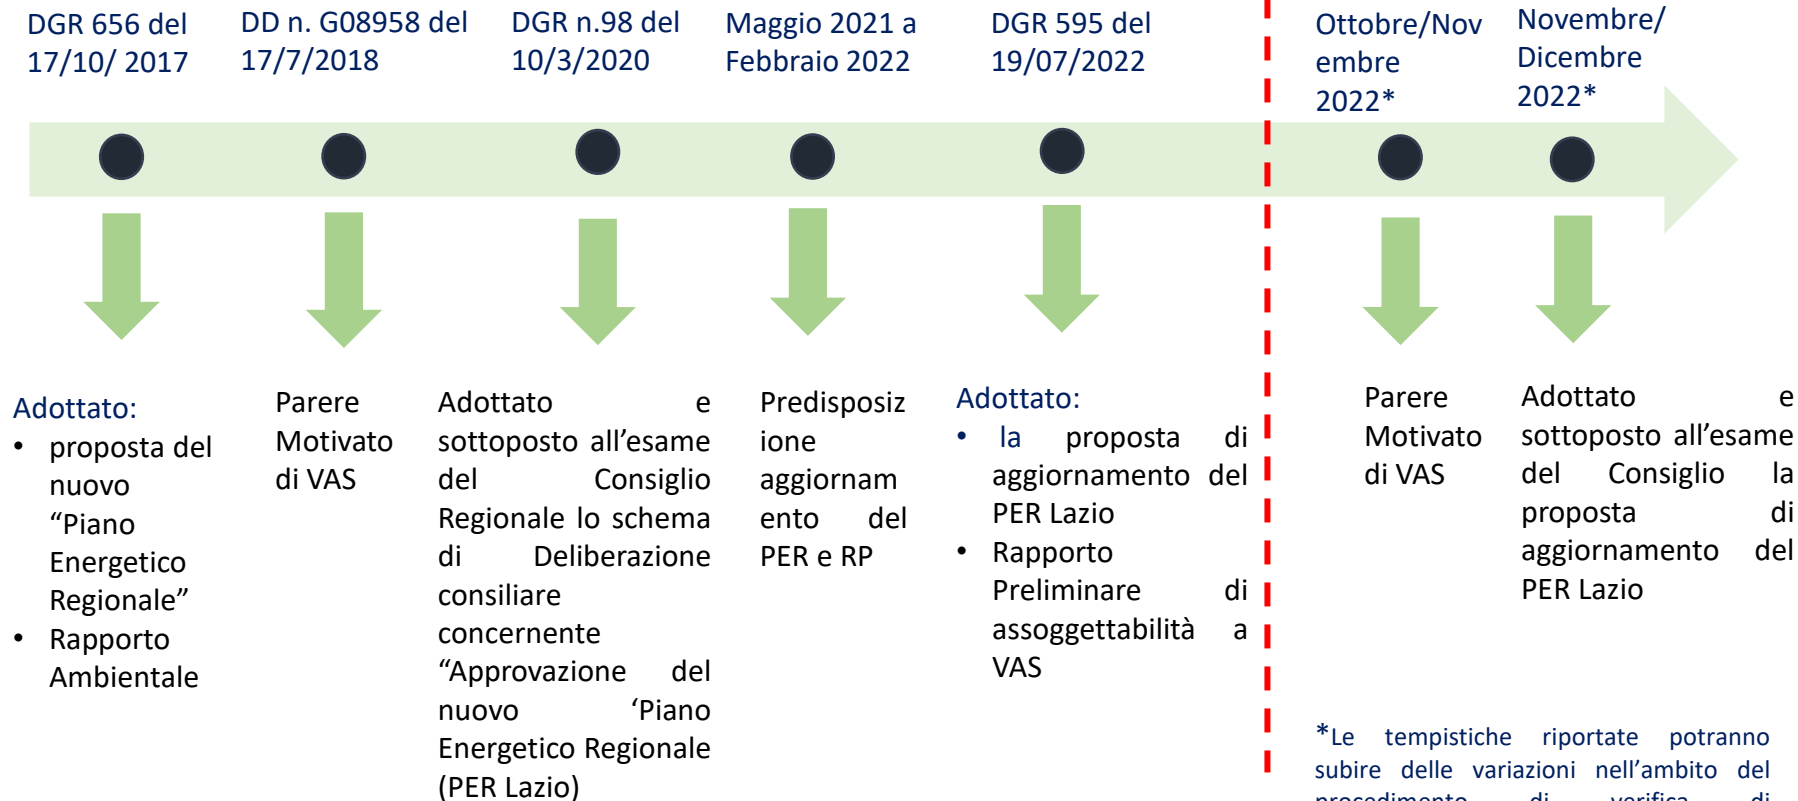 DGR 656 del
17/10/ 2017
DD n. G08958 del
17/7/2018
DGR n.98 del
10/3/2020
Maggio 2021 a
Febbraio 2022
DGR 595 del
19/07/2022
Ottobre/Nov
embre
2022*
Novembre/
Dicembre
2022*
Adottato:
• proposta del
nuovo
“Piano
Energetico
Regionale”
• Rapporto
Ambientale
Parere
Motivato
di VAS
Adottato e
sottoposto all’esame
del Consiglio
Regionale lo schema
di Deliberazione
consiliare
concernente
“Approvazione del
nuovo ‘Piano
Energetico Regionale
(PER Lazio)
Predisposiz
ione
aggiornam
ento del
PER e RP
Adottato:
• la proposta di
aggiornamento del
PER Lazio
• Rapporto
Preliminare di
assoggettabilità a
VAS
Parere
Motivato
di VAS
Adottato e
sottoposto all’esame
del Consiglio la
proposta di
aggiornamento del
PER Lazio
*Le tempistiche riportate potranno
subire delle variazioni nell’ambito del
procedimento di verifica di